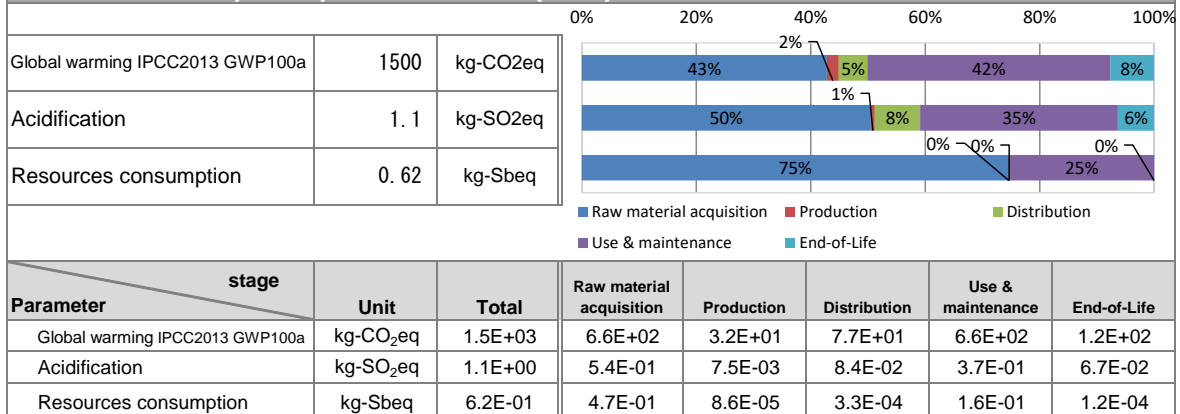 0% 20% 40% 60% 80% 100%
Global warming IPCC2013 GWP100a 1500 kg-CO2eq
2%
43% 5% 42% 8%
Acidification 1.1 kg-SO2eq
1%
50% 8% 35% 6%
Resources consumption 0.62 kg-Sbeq
0% 0% 0%
75% 25%
Raw material acquisition Production Distribution
Use & maintenance End-of-Life
stage
Parameter Unit Total Raw material acquisition Production Distribution Use & maintenance End-of-Life
Global warming IPCC2013 GWP100a kg-CO₂eq 1.5E+03 6.6E+02 3.2E+01 7.7E+01 6.6E+02 1.2E+02
Acidification kg-SO₂eq 1.1E+00 5.4E-01 7.5E-03 8.4E-02 3.7E-01 6.7E-02
Resources consumption kg-Sbeq 6.2E-01 4.7E-01 8.6E-05 3.3E-04 1.6E-01 1.2E-04